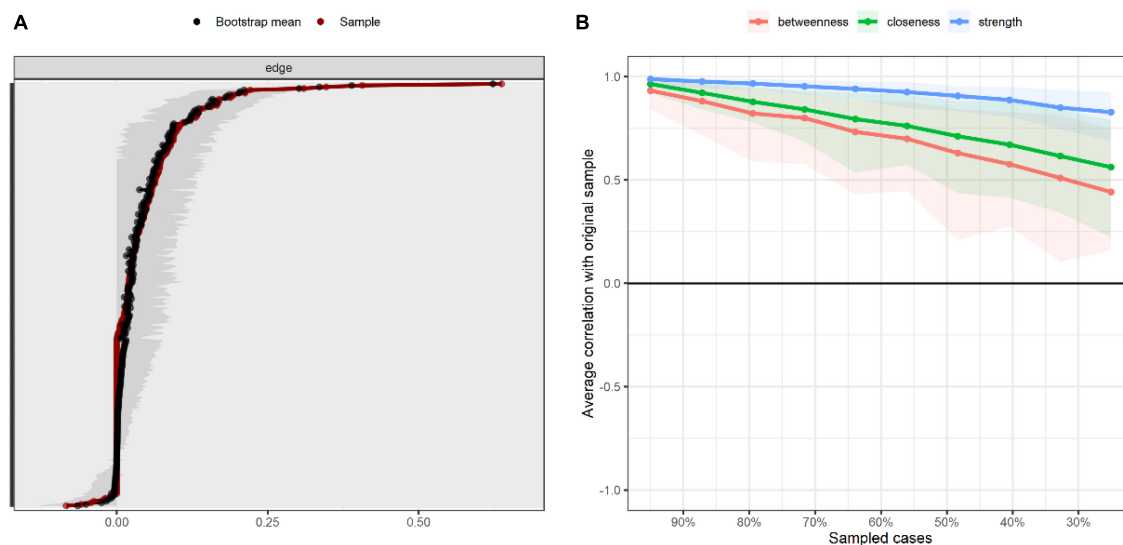 A
Bootstrap mean
Sample
edge
0.00
0.25
0.50
B
betweenness
closeness
strength
Average correlation with original sample
1.0
0.5
0.0
-0.5
-1.0
90%
80%
70%
60%
50%
40%
30%
Sampled cases